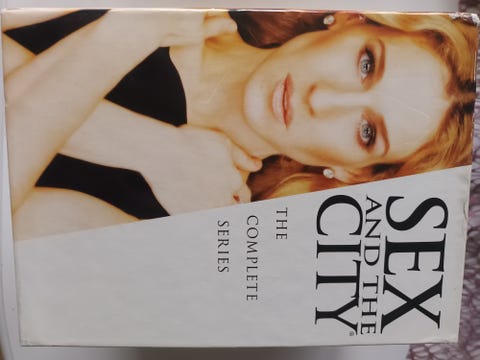 SEX
AND THE
CITY®
THE
COMPLETE
SERIES